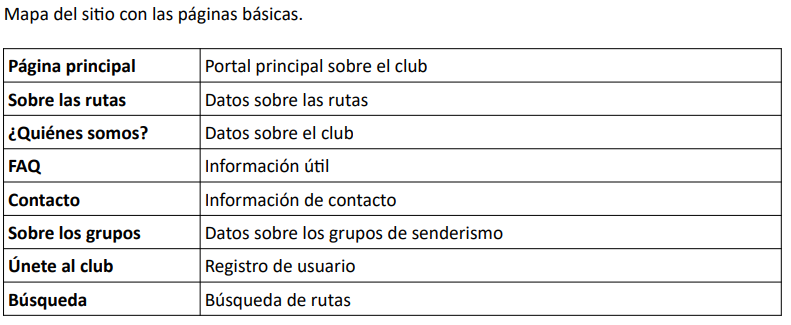 Mapa del sitio con las páginas básicas.
Página principal Portal principal sobre el club
Sobre las rutas Datos sobre las rutas
¿Quiénes somos? Datos sobre el club
FAQ Información útil
Contacto Información de contacto
Sobre los grupos Datos sobre los grupos de senderismo
Únete al club Registro de usuario
Búsqueda Búsqueda de rutas